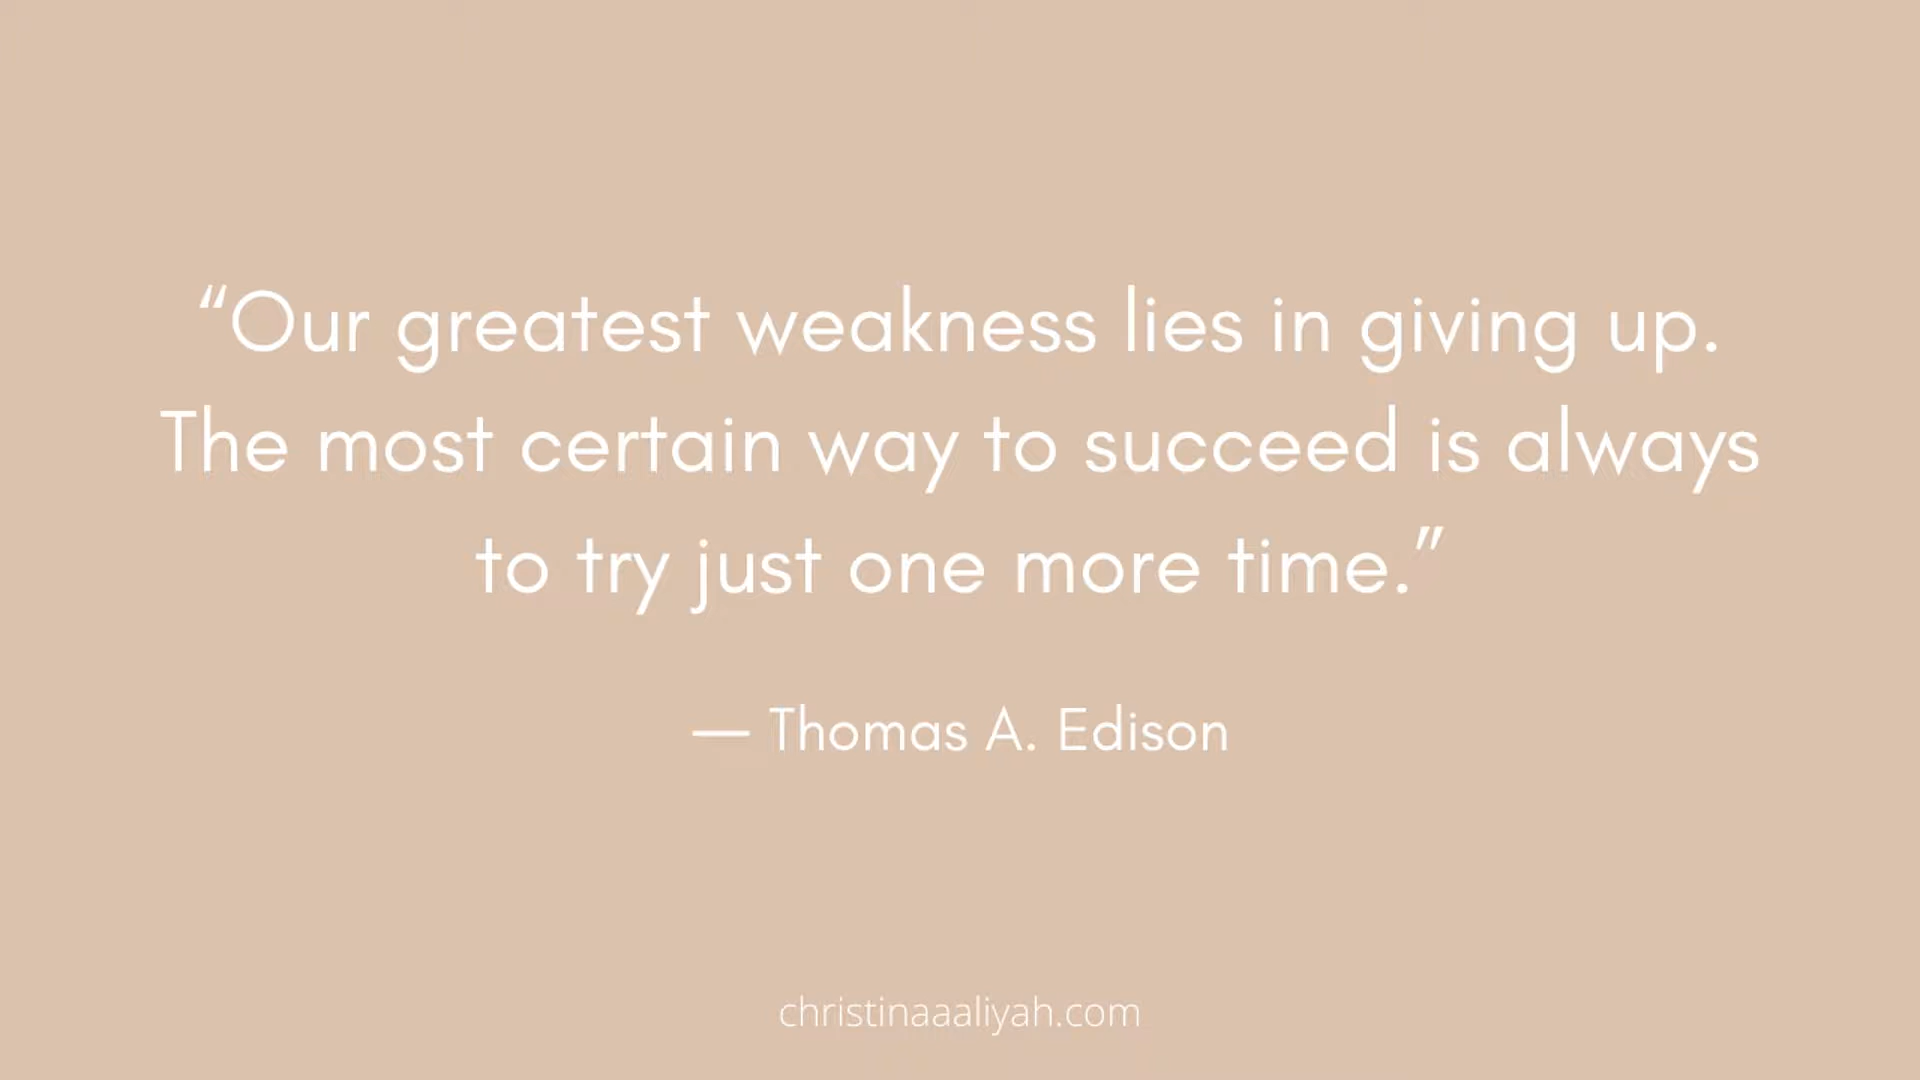 “Our greatest weakness lies in giving up.
The most certain way to succeed is always
to try just one more time.”
— Thomas A. Edison
christinaaaliyah.com